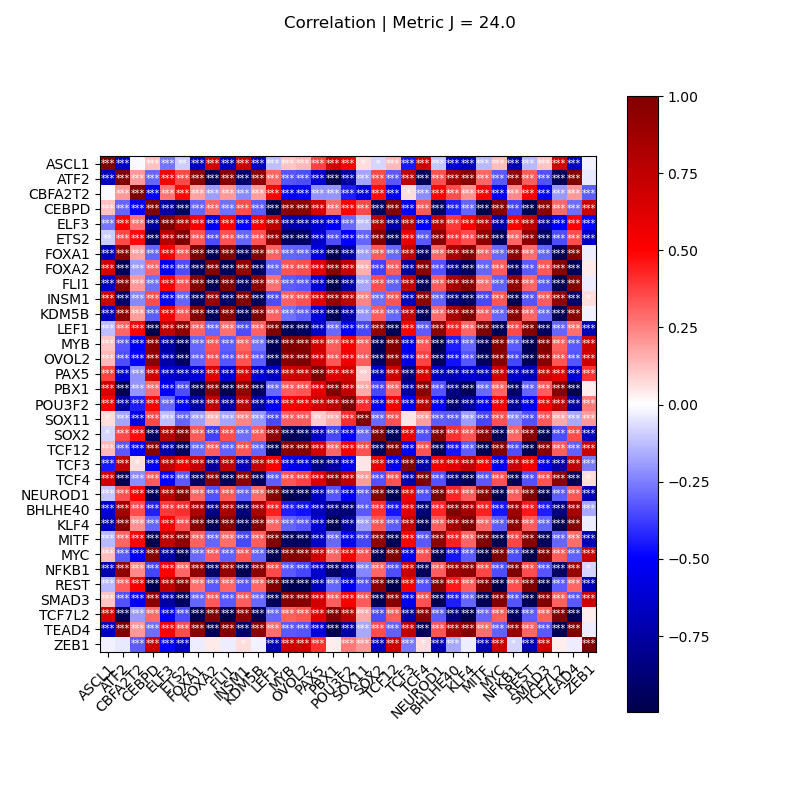 Correlation | Metric J = 24.0
ASCL1
ATF2
CBFA2T2
CEBPD
ELF3
ETS2
FOXA1
FOXA2
FLI1
INSM1
KDM5B
LEF1
MYB
OVOL2
PAX5
PBX1
POU3F2
SOX11
SOX2
TCF12
TCF3
TCF4
NEUROD1
BHLHE40
KLF4
MITF
MYC
NFKB1
REST
SMAD3
TCF7L2
TEAD4
ZEB1
ASCL1
ATF2
CBFA2T2
CEBPD
ELF3
ETS2
FOXA1
FOXA2
FLI1
INSM1
KDM5B
LEF1
MYB
OVOL2
PAX5
PBX1
POU3F2
SOX11
SOX2
TCF12
TCF3
TCF4
NEUROD1
BHLHE40
KLF4
MITF
MYC
NFKB1
REST
SMAD3
TCF7L2
TEAD4
ZEB1
1.00
0.75
0.50
0.25
0.00
−0.25
−0.50
−0.75